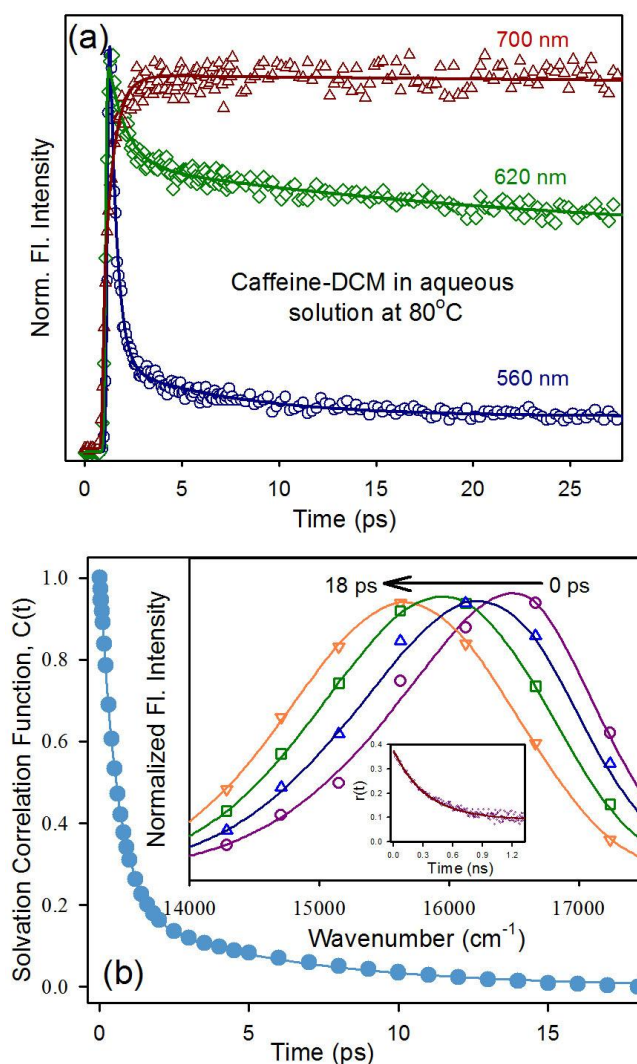 (a)
700 nm
620 nm
Caffeine-DCM in aqueous
solution at 80°C
560 nm
Norm. Fl. Intensity
0 5 10 15 20 25
Time (ps)
1.0
0.8
0.6
0.4
0.2
0.0
Solvation Correlation Function, C(t)
18 ps
0 ps
Normalized Fl. Intensity
0.4
0.3
0.2
0.1
0.0
r(t)
0.0 0.3 0.6 0.9 1.2
Time (ns)
14000 15000 16000 17000
Wavenumber (cm⁻¹)
(b)
0 5 10 15
Time (ps)